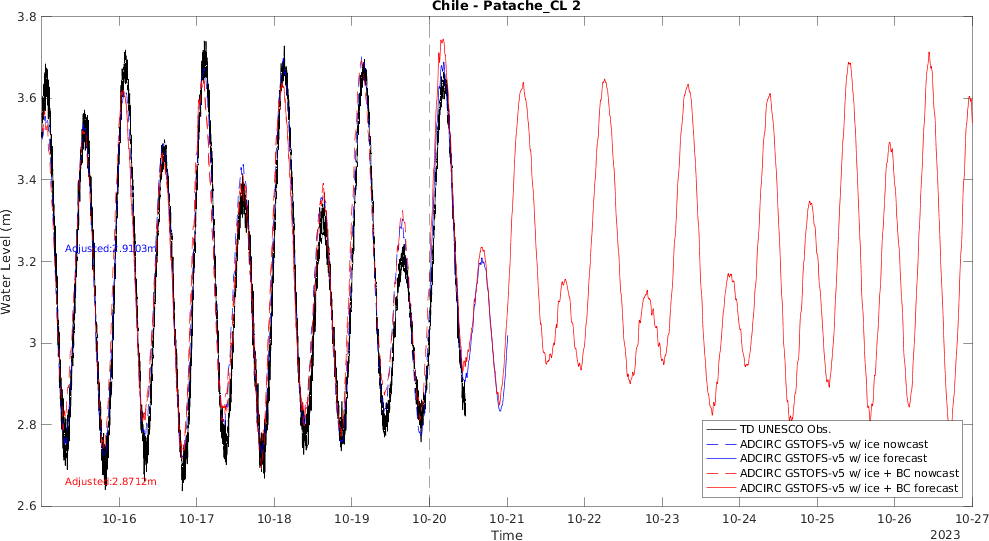 Chile - Patache_CL 2
3.8
3.6
3.4
3.2
3
2.8
2.6
Water Level (m)
Adjusted:2.9103m
Adjusted:2.8712m
TD UNESCO Obs.
ADCIRC GSTOFS-v5 w/ ice nowcast
ADCIRC GSTOFS-v5 w/ ice forecast
ADCIRC GSTOFS-v5 w/ ice + BC nowcast
ADCIRC GSTOFS-v5 w/ ice + BC forecast
10-16 10-17 10-18 10-19 10-20 10-21 10-22 10-23 10-24 10-25 10-26 10-27
Time
2023